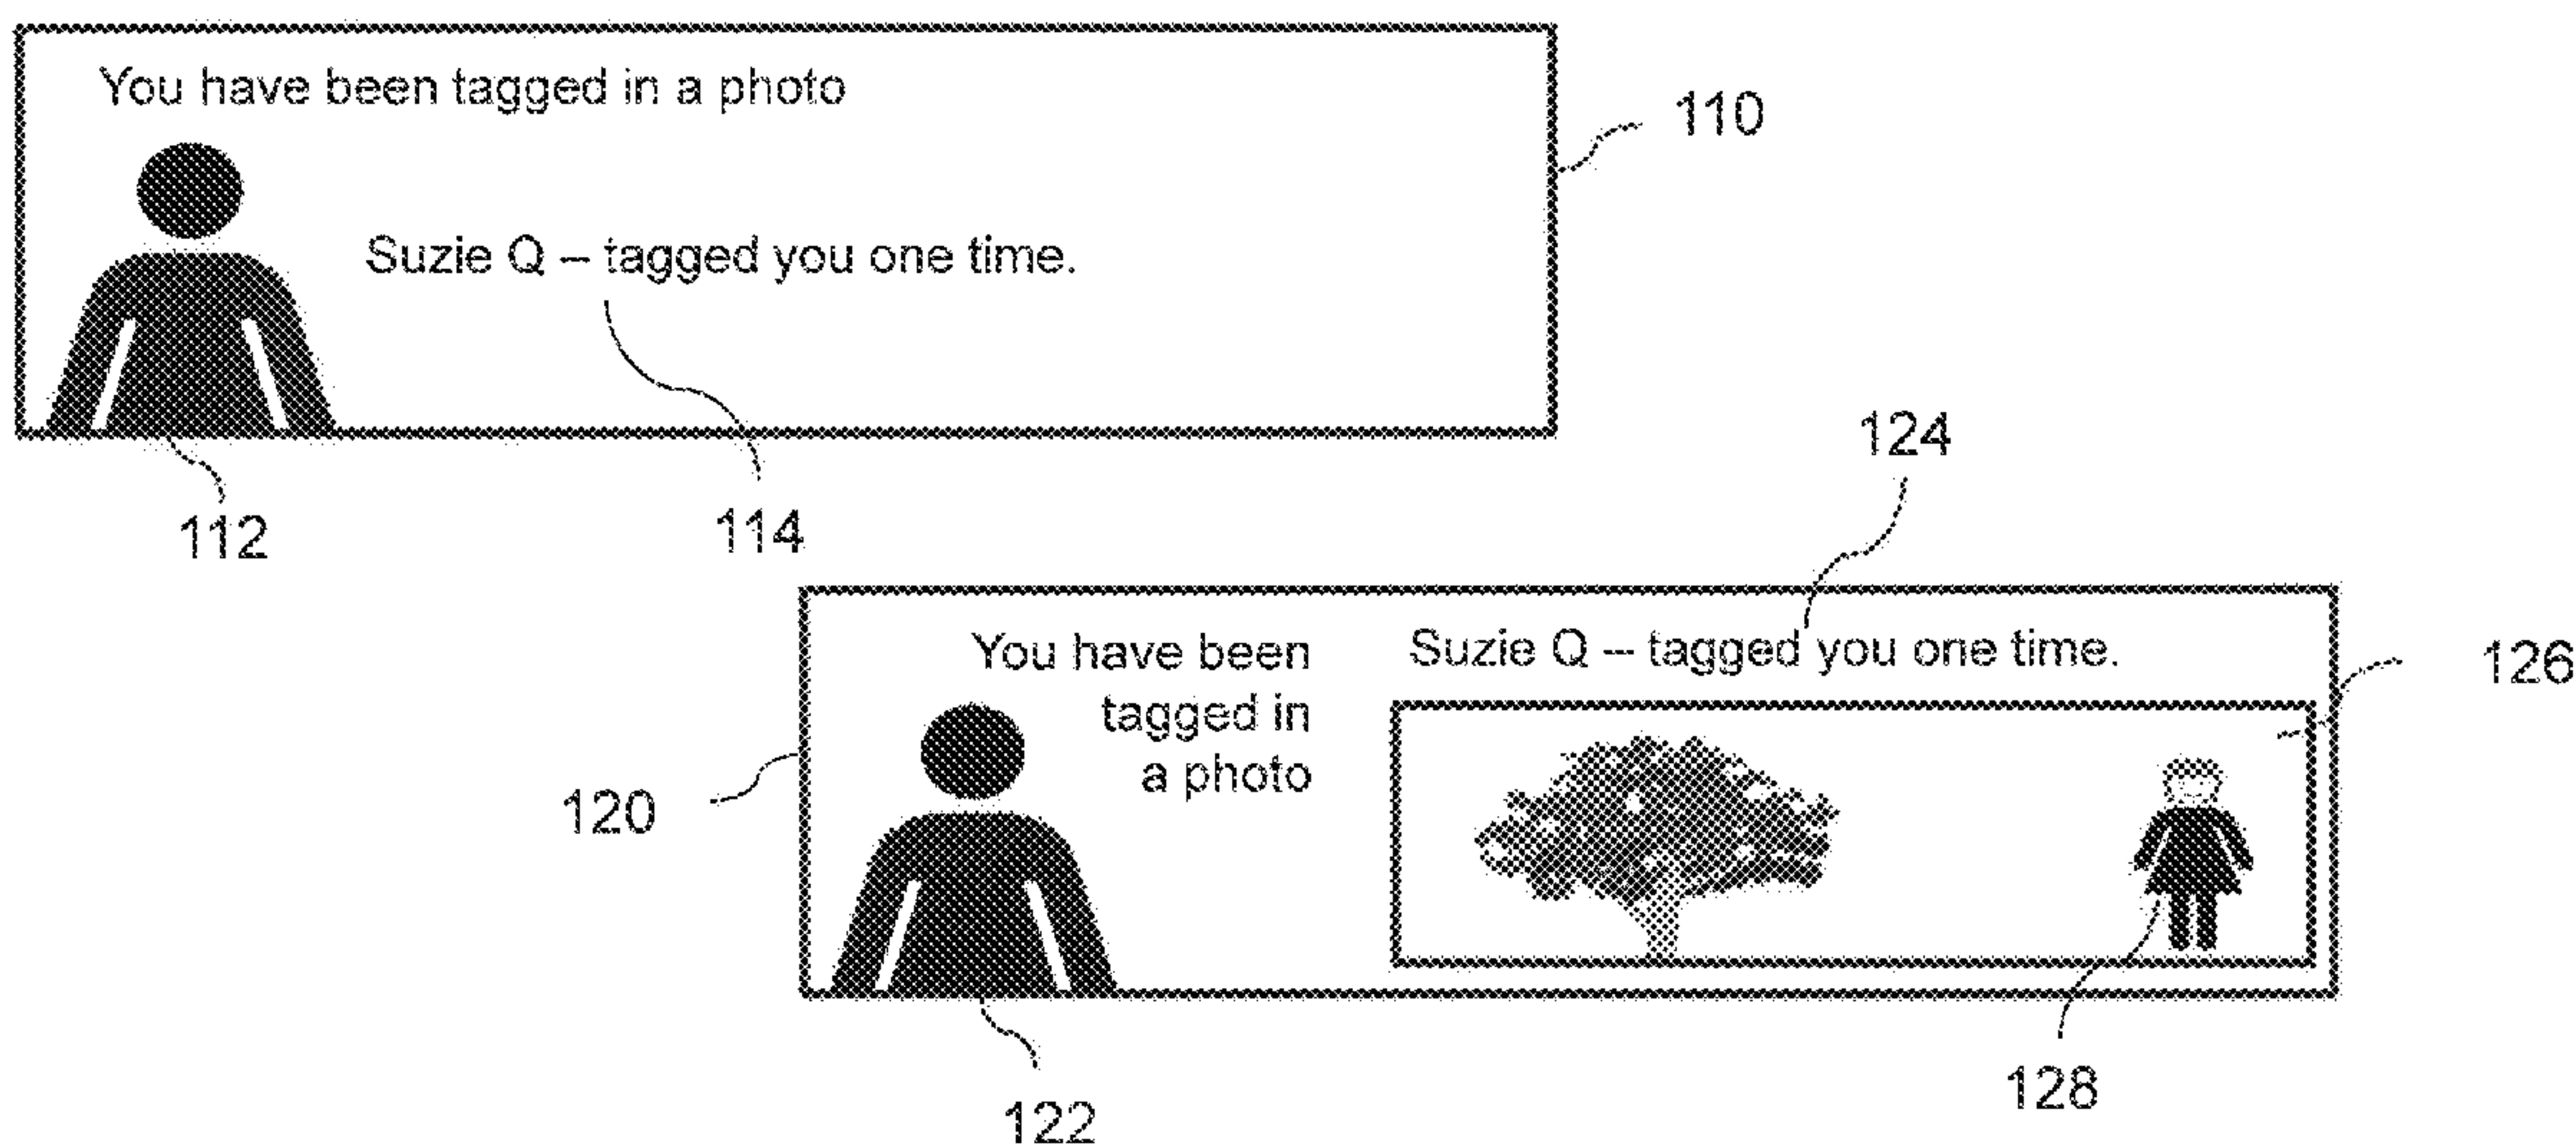 You have been tagged in a photo
110
Suzie Q – tagged you one time.
112
114
124
You have been
tagged in
a photo
Suzie Q – tagged you one time.
126
120
122
128